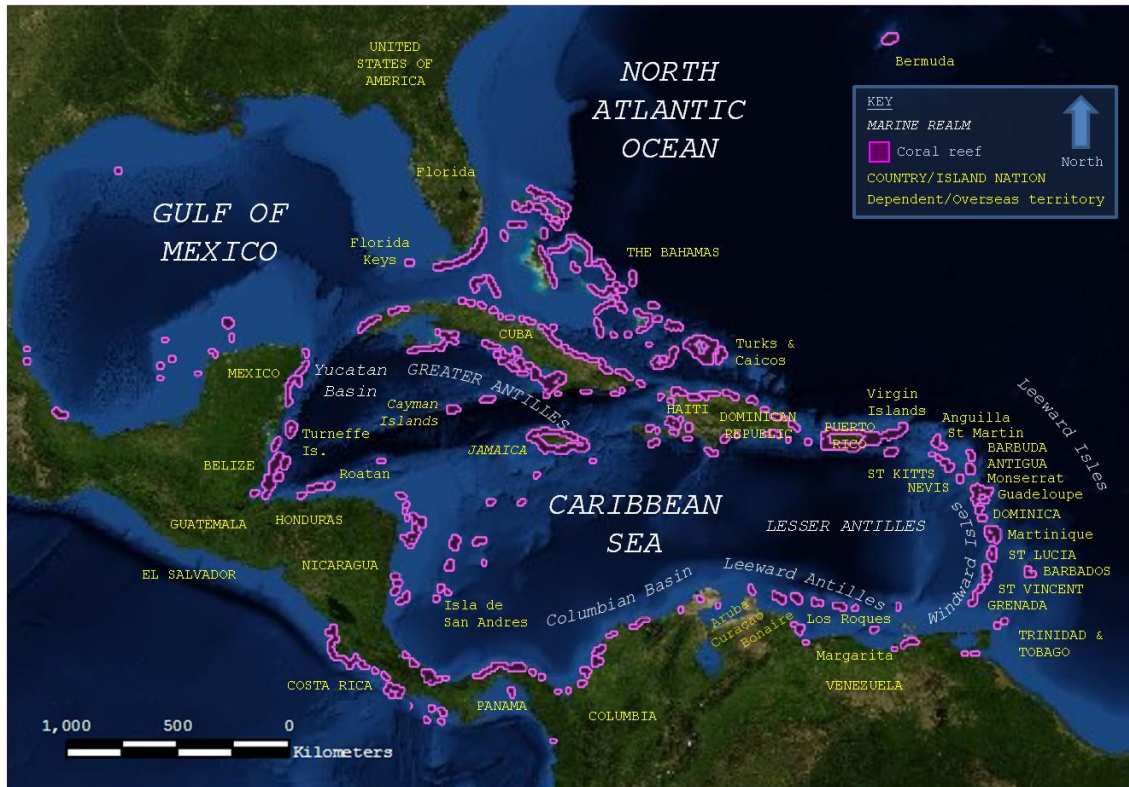 UNITED
STATES OF
AMERICA
NORTH
ATLANTIC
OCEAN
Bermuda
KEY
MARINE REALM
Coral reef
North
COUNTRY/ISLAND NATION
Dependent/Overseas territory
Florida
GULF OF
MEXICO
Florida
Keys
THE BAHAMAS
CUBA
Turks &
Caicos
MEXICO
Yucatan
Basin
GREATER ANTILLES
Cayman
Islands
HAITI
DOMINICAN
REPUBLIC
PUERTO
RICO
Virgin
Islands
Leeward Isles
Anguilla
St Martin
Turneffe
Is.
JAMAICA
BELIZE
Roatan
ST KITTS
NEVIS
BARBUDA
ANTIGUA
Monserrat
Guadeloupe
GUATEMALA
HONDURAS
CARIBBEAN
SEA
LESSER ANTILLES
DOMINICA
Martinique
Windward Isles
ST LUCIA
BARBADOS
ST VINCENT
GRENADA
EL SALVADOR
NICARAGUA
Isla de
San Andres
Columbian Basin
Leeward Antilles
Aruba
Curaçao
Bonaire
Los Roques
Margarita
TRINIDAD &
TOBAGO
COSTA RICA
PANAMA
COLUMBIA
VENEZUELA
1,000 500 0
Kilometers